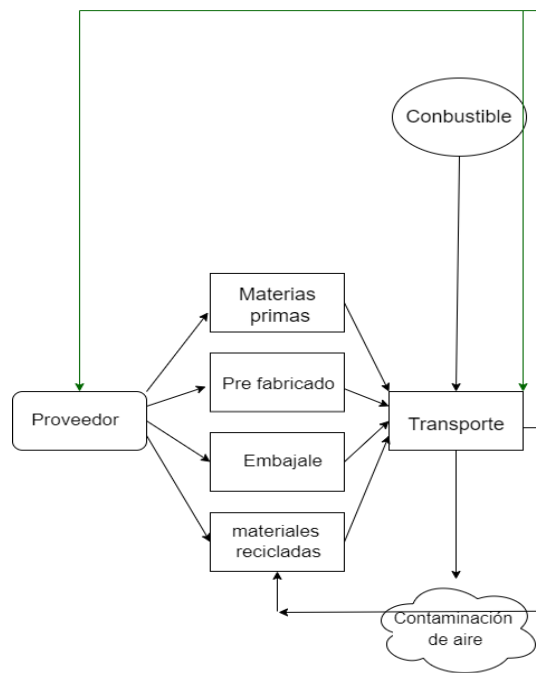 Conbustible
Materias
primas
Pre fabricado
Proveedor
Transporte
Embajale
materiales
recicladas
Contaminación
de aire